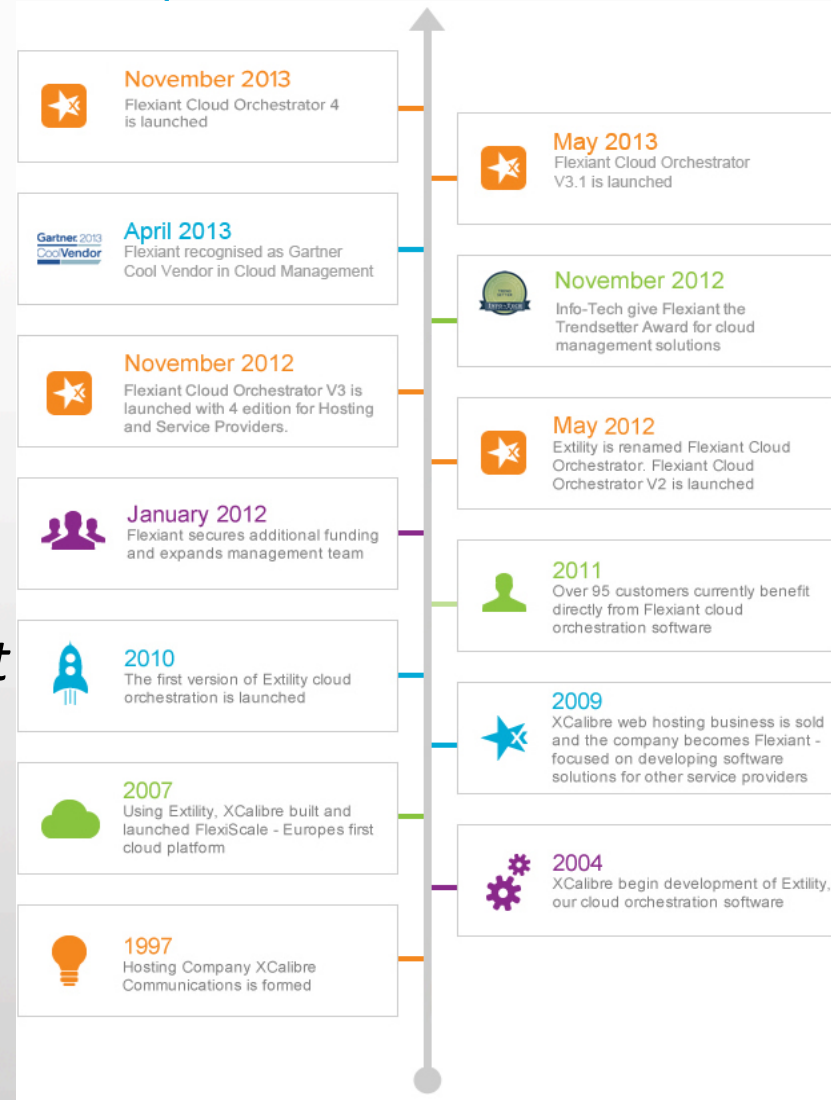 November 2013
Flexiant Cloud Orchestrator 4
is launched
May 2013
Flexiant Cloud Orchestrator
V3.1 is launched
Gartner 2013
CoolVendor
April 2013
Flexiant recognised as Gartner
Cool Vendor in Cloud Management
INFO-TECH
November 2012
Info-Tech give Flexiant the
Trendsetter Award for cloud
management solutions
November 2012
Flexiant Cloud Orchestrator V3 is
launched with 4 edition for Hosting
and Service Providers.
May 2012
Extility is renamed Flexiant Cloud
Orchestrator. Flexiant Cloud
Orchestrator V2 is launched
January 2012
Flexiant secures additional funding
and expands management team
2011
Over 95 customers currently benefit
directly from Flexiant cloud
orchestration software
t
2010
The first version of Extility cloud
orchestration is launched
2009
XCalibre web hosting business is sold
and the company becomes Flexiant -
focused on developing software
solutions for other service providers
2007
Using Extility, XCalibre built and
launched FlexiScale - Europes first
cloud platform
2004
XCalibre begin development of Extility,
our cloud orchestration software
1997
Hosting Company XCalibre
Communications is formed